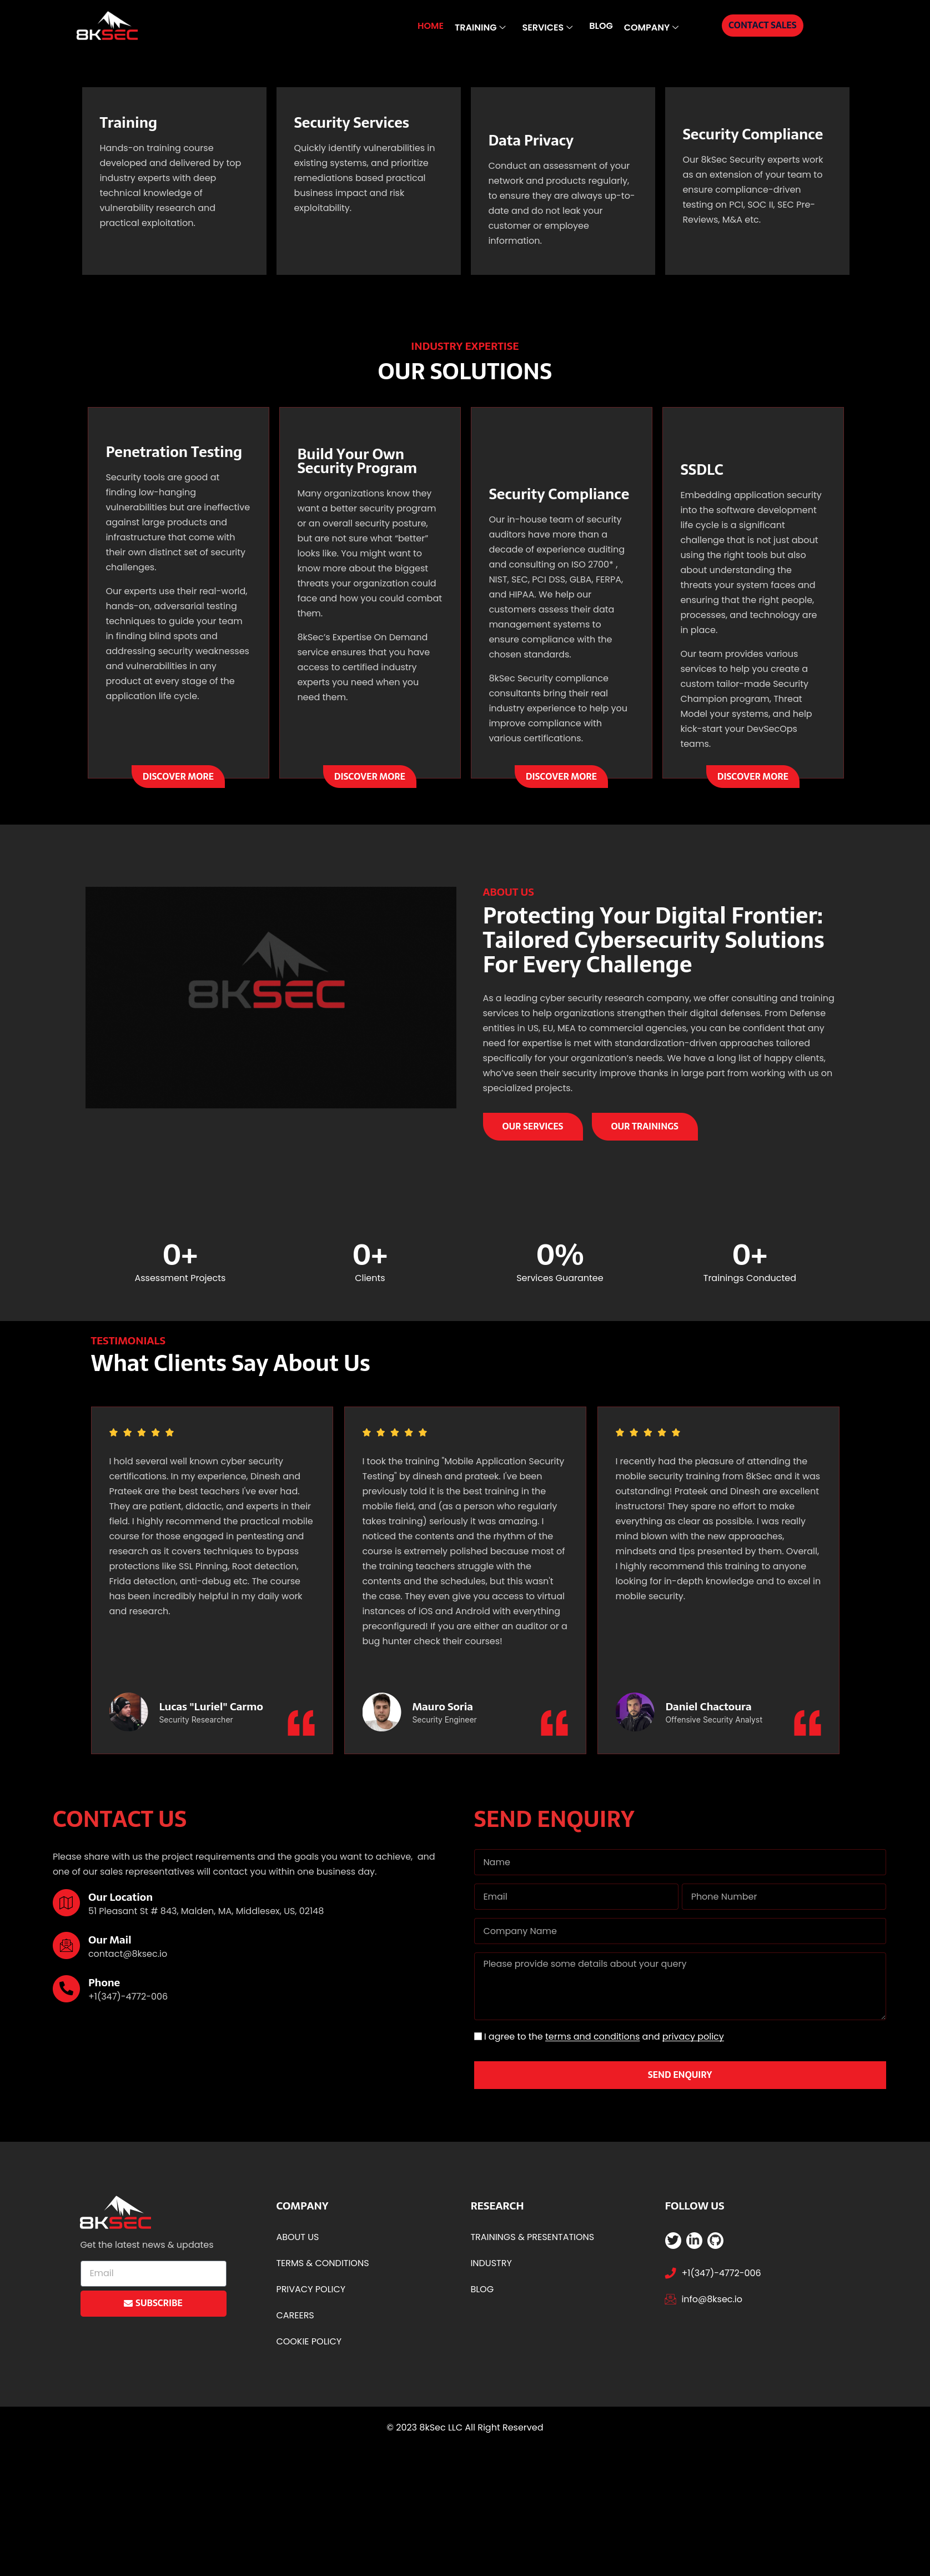 8KSEC
HOME TRAINING SERVICES BLOG COMPANY CONTACT SALES
Training
Hands-on training course
developed and delivered by top
industry experts with deep
technical knowledge of
vulnerability research and
practical exploitation.
Security Services
Quickly identify vulnerabilities in
existing systems, and prioritize
remediations based practical
business impact and risk
exploitability.
Data Privacy
Conduct an assessment of your
network and products regularly,
to ensure they are always up-to-
date and do not leak your
customer or employee
information.
Security Compliance
Our 8kSec Security experts work
as an extension of your team to
ensure compliance-driven
testing on PCI, SOC II, SEC Pre-
Reviews, M&A etc.
INDUSTRY EXPERTISE
OUR SOLUTIONS
Penetration Testing
Security tools are good at
finding low-hanging
vulnerabilities but are ineffective
against large products and
infrastructure that come with
their own distinct set of security
challenges.
Our experts use their real-world,
hands-on, adversarial testing
techniques to guide your team
in finding blind spots and
addressing security weaknesses
and vulnerabilities in any
product at every stage of the
application life cycle.
DISCOVER MORE
Build Your Own
Security Program
Many organizations know they
want a better security program
or an overall security posture,
but are not sure what “better”
looks like. You might want to
know more about the biggest
threats your organization could
face and how you could combat
them.
8kSec’s Expertise On Demand
service ensures that you have
access to certified industry
experts you need when you
need them.
DISCOVER MORE
Security Compliance
Our in-house team of security
auditors have more than a
decade of experience auditing
and consulting on ISO 2700* ,
NIST, SEC, PCI DSS, GLBA, FERPA,
and HIPAA. We help our
customers assess their data
management systems to
ensure compliance with the
chosen standards.
8kSec Security compliance
consultants bring their real
industry experience to help you
improve compliance with
various certifications.
DISCOVER MORE
SSDLC
Embedding application security
into the software development
life cycle is a significant
challenge that is not just about
using the right tools but also
about understanding the
threats your system faces and
ensuring that the right people,
processes, and technology are
in place.
Our team provides various
services to help you create a
custom tailor-made Security
Champion program, Threat
Model your systems, and help
kick-start your DevSecOps
teams.
DISCOVER MORE
8KSEC
ABOUT US
Protecting Your Digital Frontier:
Tailored Cybersecurity Solutions
For Every Challenge
As a leading cyber security research company, we offer consulting and training
services to help organizations strengthen their digital defenses. From Defense
entities in US, EU, MEA to commercial agencies, you can be confident that any
need for expertise is met with standardization-driven approaches tailored
specifically for your organization’s needs. We have a long list of happy clients,
who’ve seen their security improve thanks in large part from working with us on
specialized projects.
OUR SERVICES OUR TRAININGS
0+
Assessment Projects
0+
Clients
0%
Services Guarantee
0+
Trainings Conducted
TESTIMONIALS
What Clients Say About Us
I hold several well known cyber security
certifications. In my experience, Dinesh and
Prateek are the best teachers I've ever had.
They are patient, didactic, and experts in their
field. I highly recommend the practical mobile
course for those engaged in pentesting and
research as it covers techniques to bypass
protections like SSL Pinning, Root detection,
Frida detection, anti-debug etc. The course
has been incredibly helpful in my daily work
and research.
Lucas "Luriel" Carmo
Security Researcher
I took the training "Mobile Application Security
Testing" by dinesh and prateek. I've been
previously told it is the best training in the
mobile field, and (as a person who regularly
takes training) seriously it was amazing. I
noticed the contents and the rhythm of the
course is extremely polished because most of
the training teachers struggle with the
contents and the schedules, but this wasn't
the case. They even give you access to virtual
instances of iOS and Android with everything
preconfigured! If you are either an auditor or a
bug hunter check their courses!
Mauro Soria
Security Engineer
I recently had the pleasure of attending the
mobile security training from 8kSec and it was
outstanding! Prateek and Dinesh are excellent
instructors! They spare no effort to make
everything as clear as possible. I was really
mind blown with the new approaches,
mindsets and tips presented by them. Overall,
I highly recommend this training to anyone
looking for in-depth knowledge and to excel in
mobile security.
Daniel Chactoura
Offensive Security Analyst
CONTACT US
Please share with us the project requirements and the goals you want to achieve, and
one of our sales representatives will contact you within one business day.
Our Location
51 Pleasant St # 843, Malden, MA, Middlesex, US, 02148
Our Mail
contact@8ksec.io
Phone
+1(347)-4772-006
SEND ENQUIRY
Name
Email Phone Number
Company Name
Please provide some details about your query
I agree to the terms and conditions and privacy policy
SEND ENQUIRY
8KSEC
Get the latest news & updates
Email
SUBSCRIBE
COMPANY
ABOUT US
TERMS & CONDITIONS
PRIVACY POLICY
CAREERS
COOKIE POLICY
RESEARCH
TRAININGS & PRESENTATIONS
INDUSTRY
BLOG
FOLLOW US
+1(347)-4772-006
info@8ksec.io
© 2023 8kSec LLC All Right Reserved